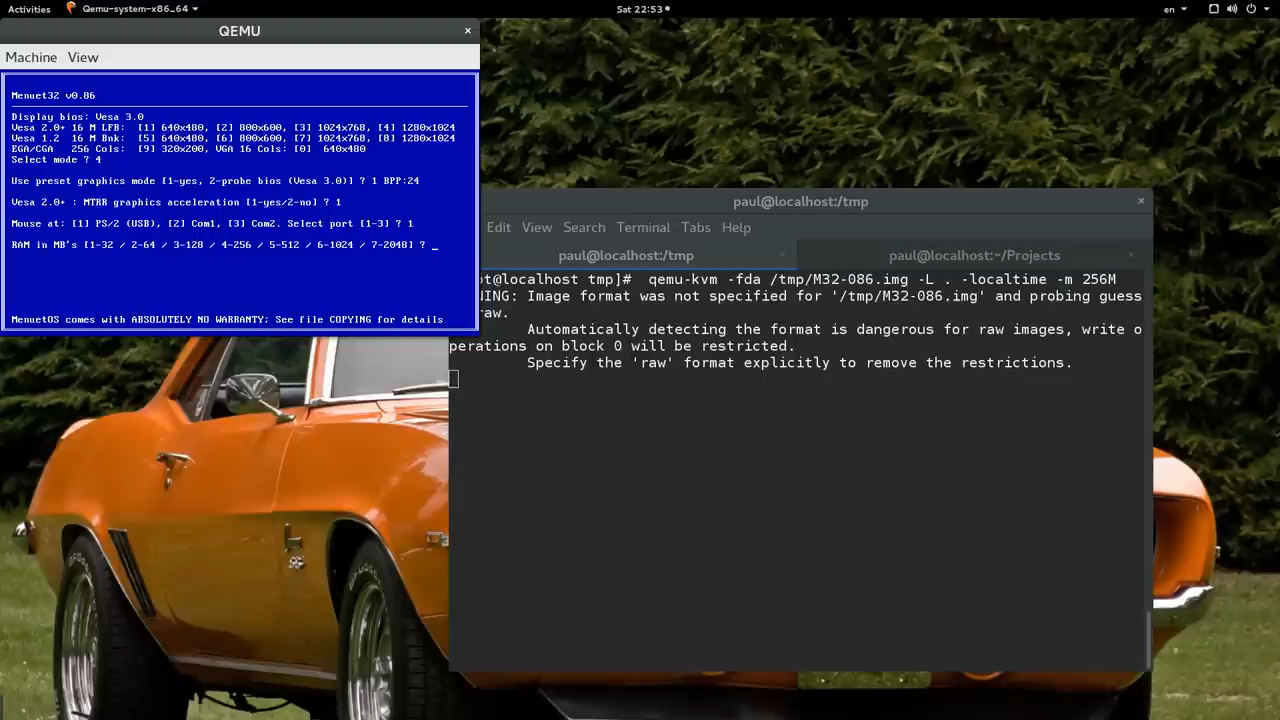 Activities Qemu-system-x86_64 Sat 22:53 en
QEMU
Machine View
Menuet32 v0.86
Display bios: Vesa 3.0
Vesa 2.0+ 16 M LFB: [1] 640x480, [2] 800x600, [3] 1024x768, [4] 1280x1024
Vesa 1.2 16 M Bnk: [5] 640x480, [6] 800x600, [7] 1024x768, [8] 1280x1024
EGA/CGA 256 Cols: [9] 320x200, VGA 16 Cols: [0] 640x480
Select mode ? 4
Use preset graphics mode [1-yes, 2-probe bios (Vesa 3.0)] ? 1 BPP:24
Vesa 2.0+ : MTRR graphics acceleration [1-yes/2-no] ? 1
Mouse at: [1] PS/2 (USB), [2] Com1, [3] Com2. Select port [1-3] ? 1
RAM in MB's [1-32 / 2-64 / 3-128 / 4-256 / 5-512 / 6-1024 / 7-2048] ? _
MenuetOS comes with ABSOLUTELY NO WARRANTY; See file COPYING for details
paul@localhost:/tmp
Edit View Search Terminal Tabs Help
paul@localhost:/tmp paul@localhost:~/Projects
t@localhost tmp]# qemu-kvm -fda /tmp/M32-086.img -L . -localtime -m 256M
NING: Image format was not specified for '/tmp/M32-086.img' and probing guess
raw.
Automatically detecting the format is dangerous for raw images, write o
perations on block 0 will be restricted.
Specify the 'raw' format explicitly to remove the restrictions.